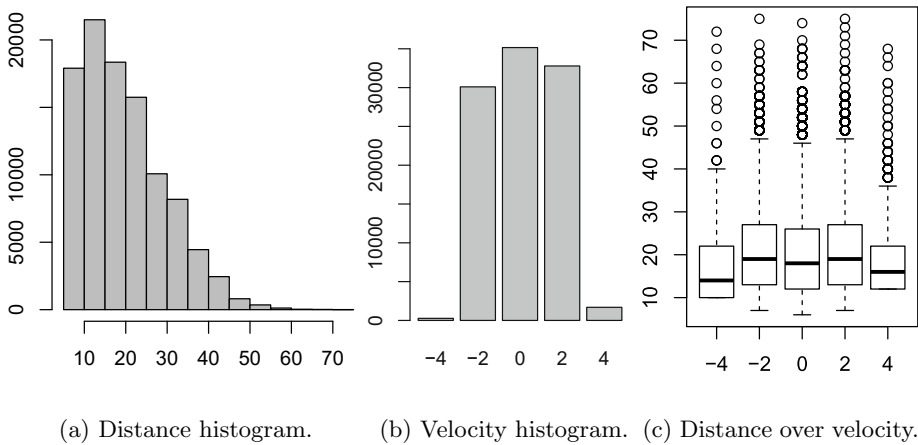 0 5000 10000 20000
10 20 30 40 50 60 70
(a) Distance histogram.
0 10000 30000
−4 −2 0 2 4
(b) Velocity histogram.
10 20 30 40 50 60 70
−4 −2 0 2 4
(c) Distance over velocity.